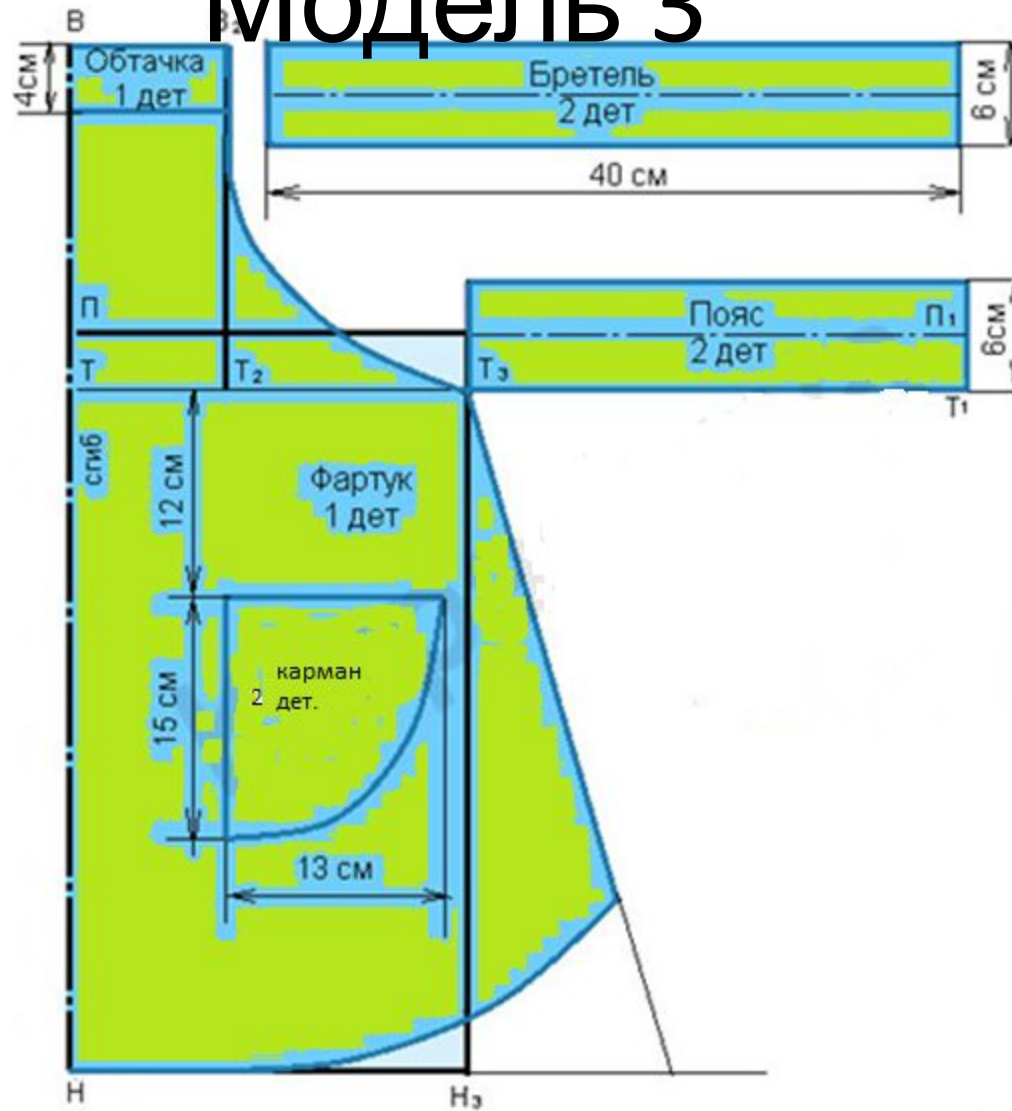 Модель 3
В
В₂
4см
Обтачка
1 дет
Бретель
2 дет
6 см
40 см
П
Пояс
2 дет
П₁
6см
Т
Т₂
Т₃
Т₁
сгиб
12 см
Фартук
1 дет
15 см
карман
2 дет.
13 см
Н
Н₃